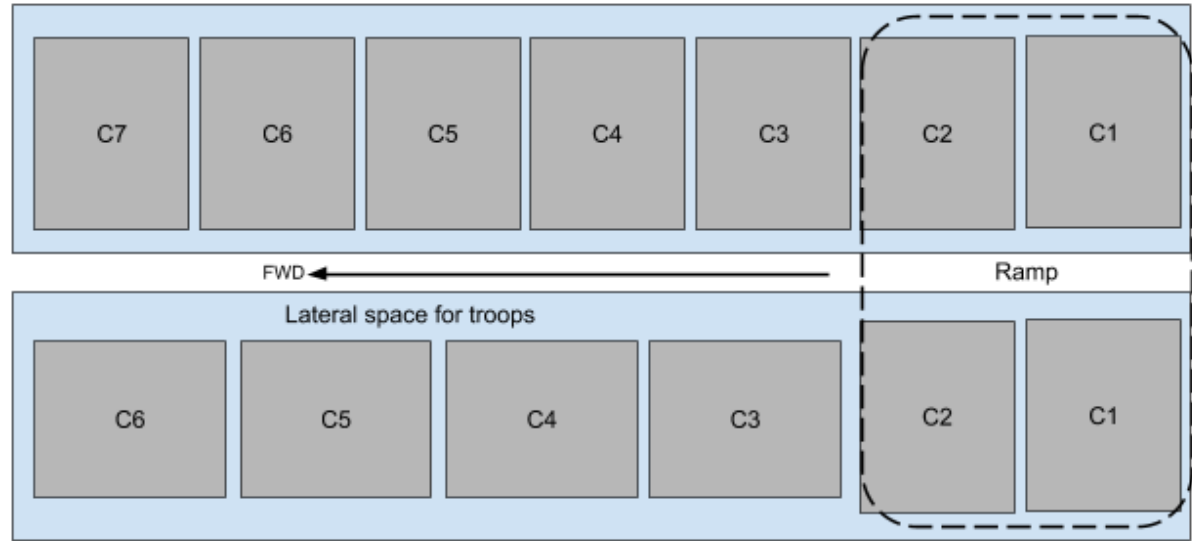 C7 C6 C5 C4 C3 C2 C1
FWD Ramp
Lateral space for troops
C6 C5 C4 C3 C2 C1